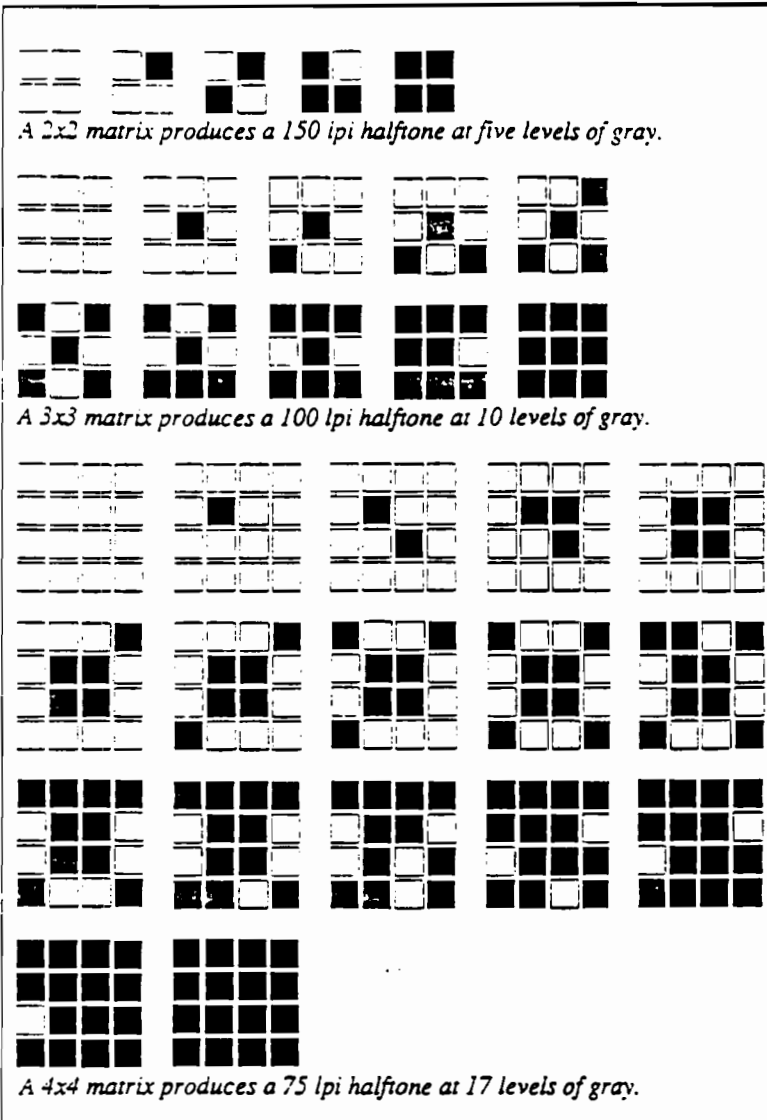 A 2x2 matrix produces a 150 lpi halftone at five levels of gray.
A 3x3 matrix produces a 100 lpi halftone at 10 levels of gray.
A 4x4 matrix produces a 75 lpi halftone at 17 levels of gray.